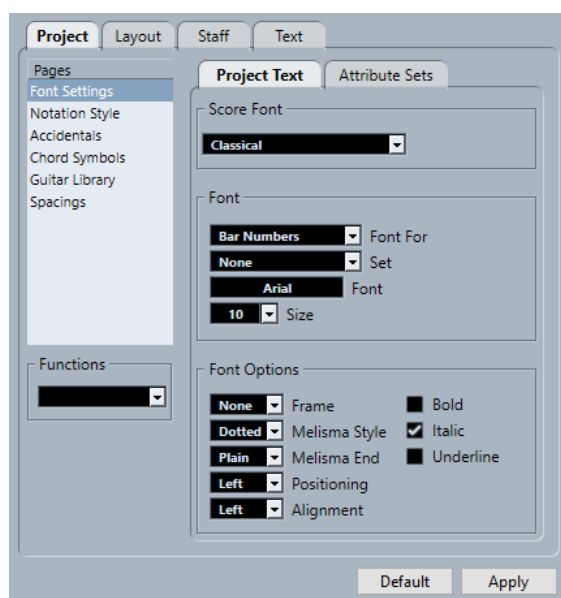 Project Layout Staff Text
Pages
Font Settings
Notation Style
Accidentals
Chord Symbols
Guitar Library
Spacings
Functions
Project Text Attribute Sets
Score Font
Classical
Font
Bar Numbers Font For
None Set
Arial Font
10 Size
Font Options
None Frame Bold
Dotted Melisma Style Italic
Plain Melisma End Underline
Left Positioning
Left Alignment
Default Apply